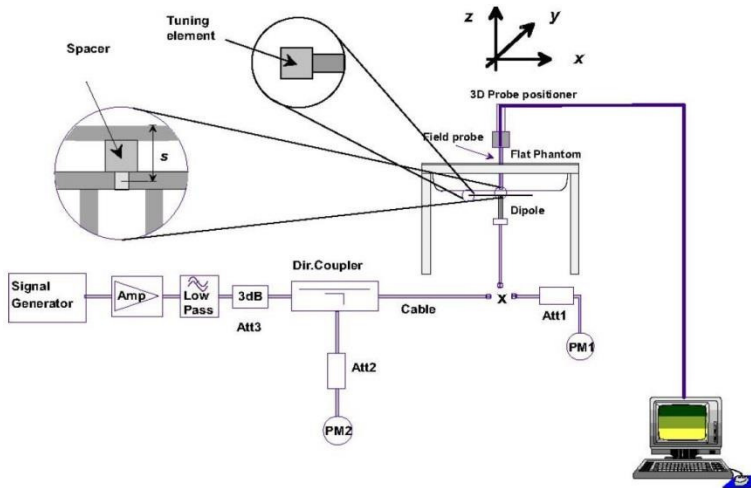 Tuning
element
Spacer
s
z
y
x
3D Probe positioner
Field probe
Flat Phantom
Dipole
Signal
Generator
Amp
Low
Pass
3dB
Att3
Dir.Coupler
Cable
x
Att1
PM1
Att2
PM2